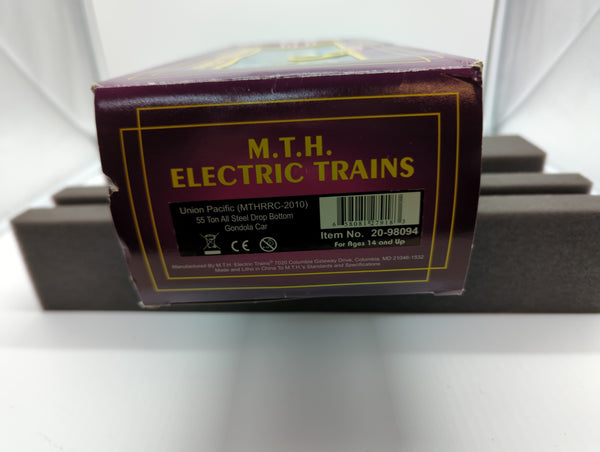 M.T.H.
ELECTRIC TRAINS
Union Pacific (MTHRRC-2010)
55 Ton All Steel Drop Bottom
Gondola Car
Item No. 20-98094
For Ages 14 and Up
Manufactured By M.T.H. Electric Trains® 7020 Columbia Gateway Drive, Columbia, MD 21046-1532
Made and Litho in China To M.T.H.'s Standards and Specifications